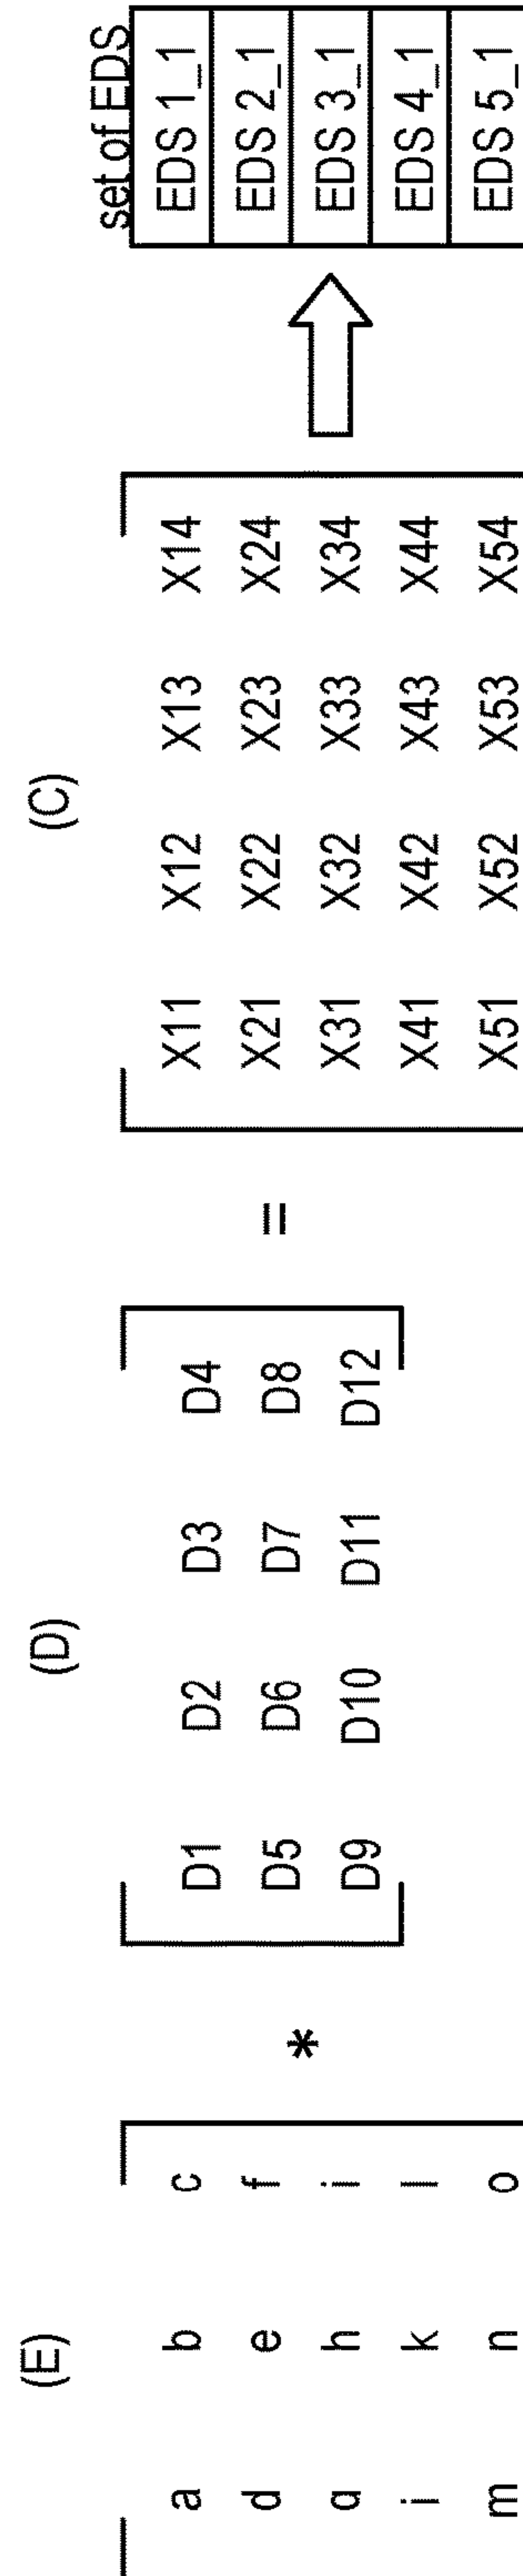 (E) (D) (C)
set of EDS
a b c
d e f
g h i
j k l
m n o
*
D1 D2 D3 D4
D5 D6 D7 D8
D9 D10 D11 D12
=
X11 X12 X13 X14
X21 X22 X23 X24
X31 X32 X33 X34
X41 X42 X43 X44
X51 X52 X53 X54
EDS 1_1
EDS 2_1
EDS 3_1
EDS 4_1
EDS 5_1